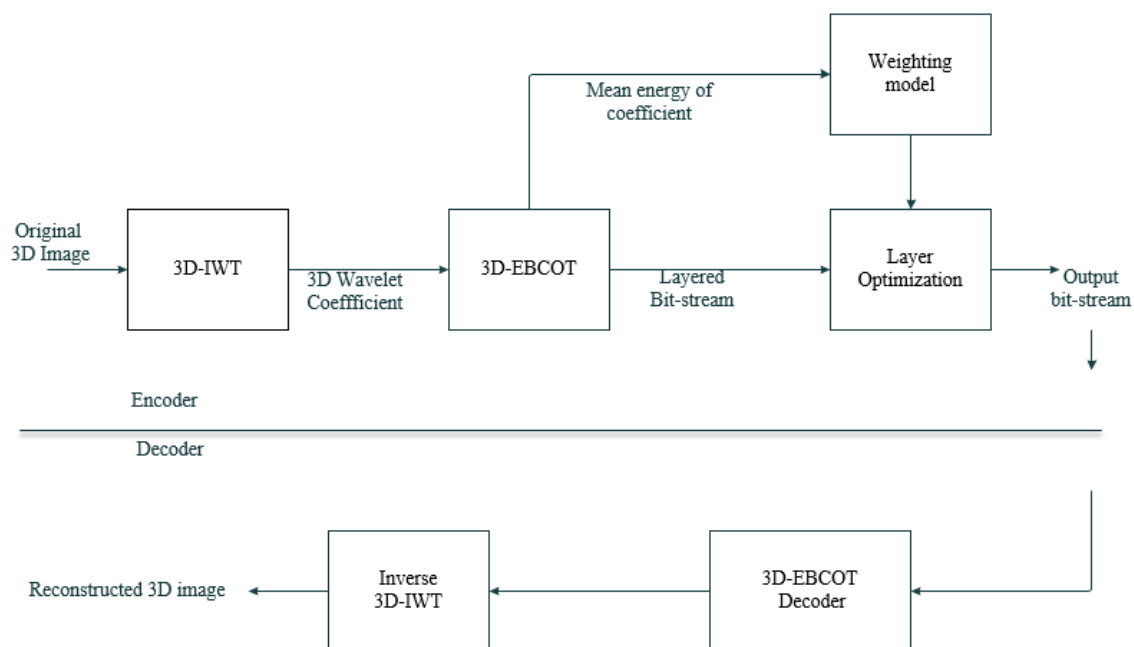 Weighting
model
Mean energy of
coefficient
Original
3D Image
3D-IWT
3D Wavelet
Coeffficient
3D-EBCOT
Layered
Bit-stream
Layer
Optimization
Output
bit-stream
Encoder
Decoder
Reconstructed 3D image
Inverse
3D-IWT
3D-EBCOT
Decoder